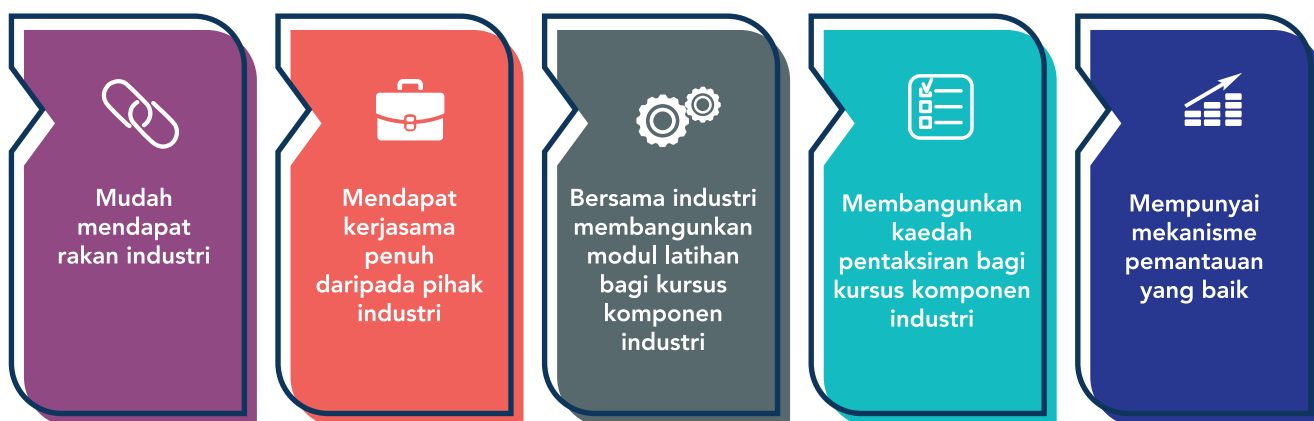 Mudah
mendapat
rakan industri
Mendapat
kerjasama
penuh
daripada pihak
industri
Bersama industri
membangunkan
modul latihan
bagi kursus
komponen
industri
Membangunkan
kaedah
pentaksiran bagi
kursus komponen
industri
Mempunyai
mekanisme
pemantauan
yang baik